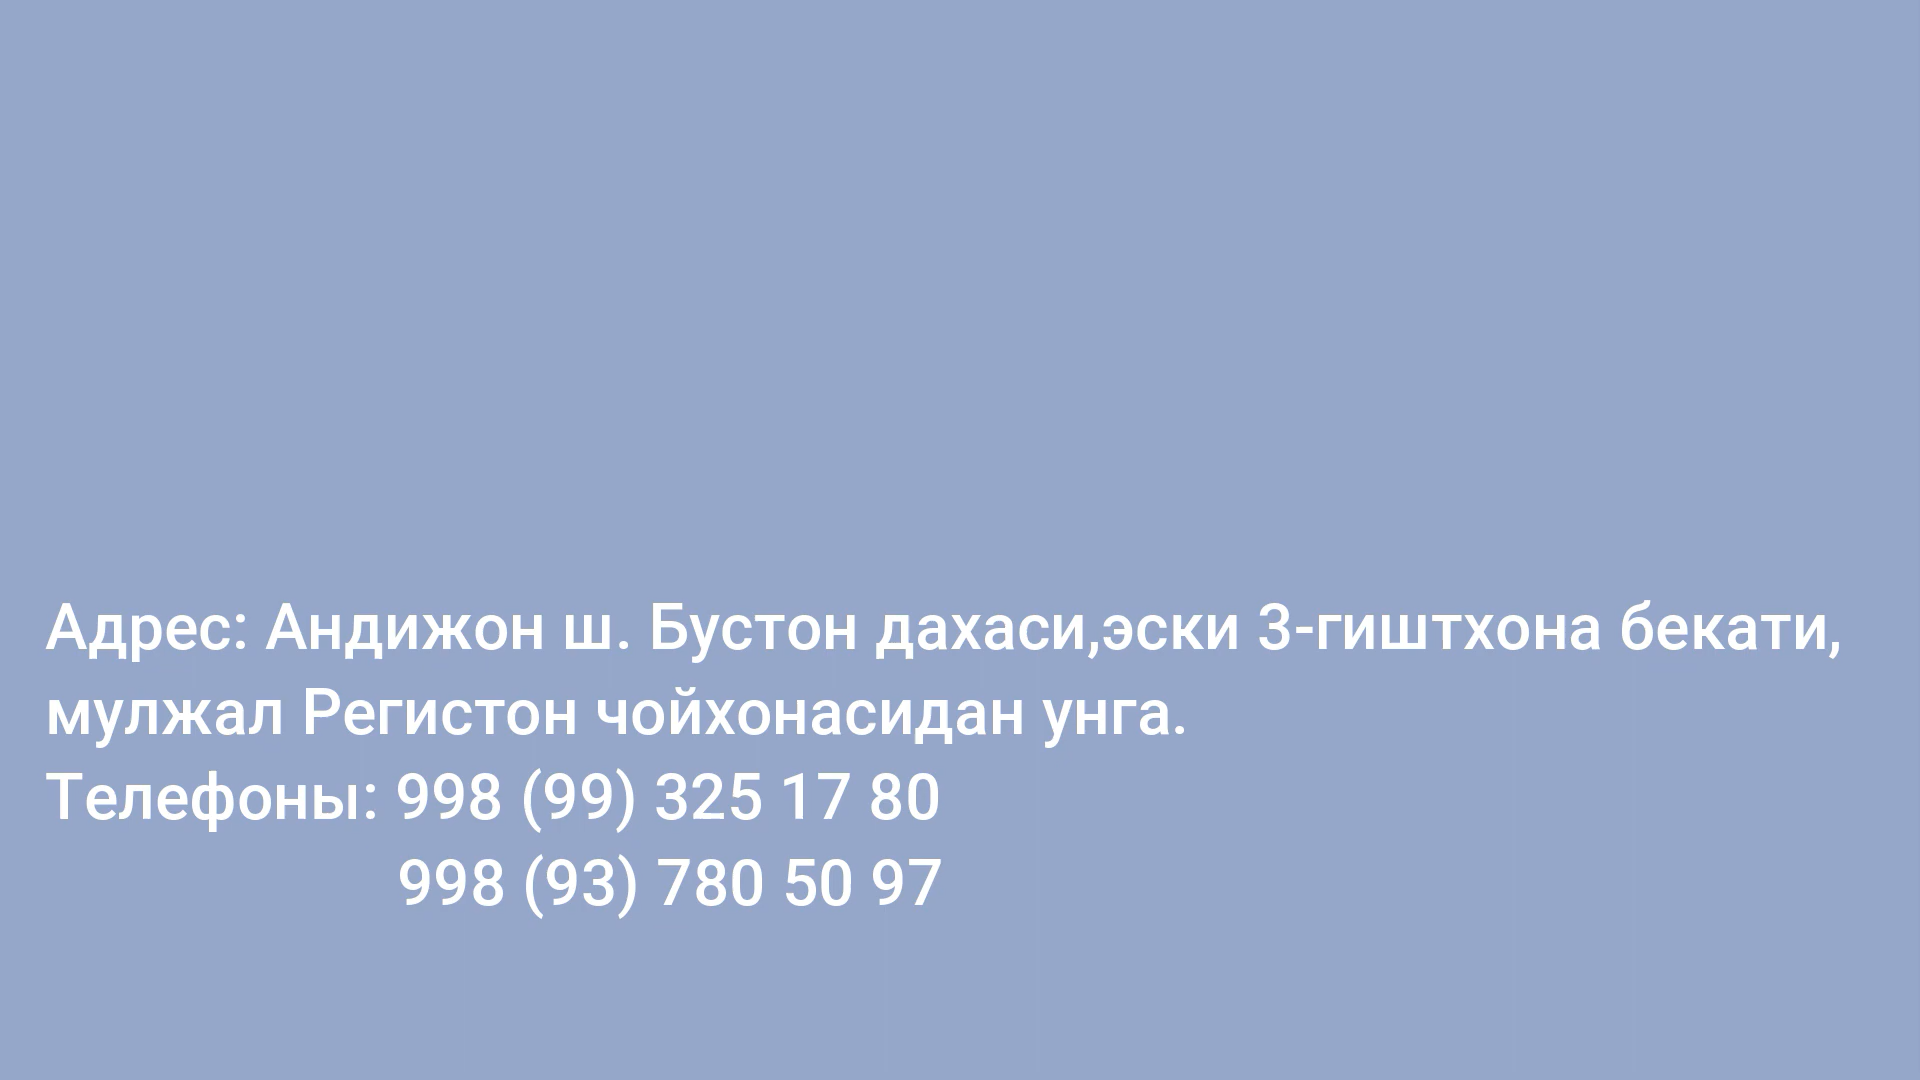 Адрес: Андижон ш. Бустон дахаси,эски 3-гиштхона бекати,
мулжал Регистон чойхонасидан унга.
Телефоны: 998 (99) 325 17 80
998 (93) 780 50 97